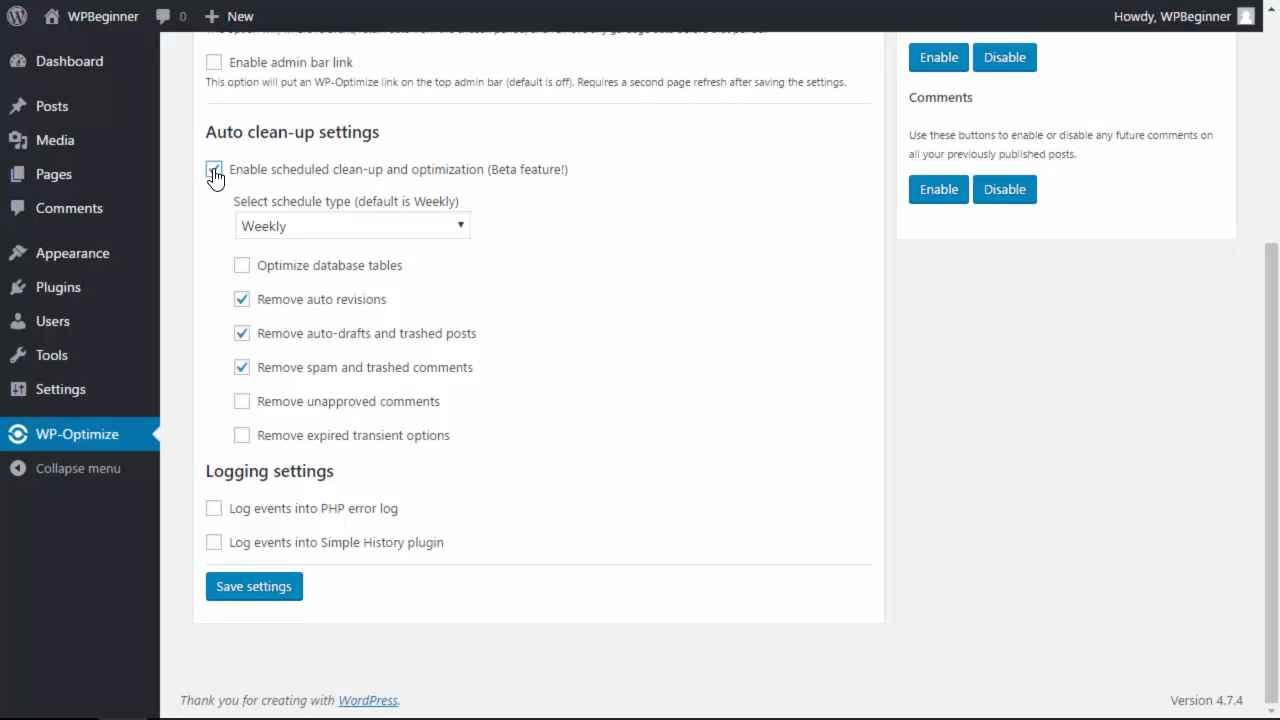 WPBeginner
0
New
Howdy, WPBeginner
Dashboard
Posts
Media
Pages
Comments
Appearance
Plugins
Users
Tools
Settings
WP-Optimize
Collapse menu
Enable admin bar link
This option will put an WP-Optimize link on the top admin bar (default is off). Requires a second page refresh after saving the settings.
Auto clean-up settings
Enable scheduled clean-up and optimization (Beta feature!)
Select schedule type (default is Weekly)
Weekly
Optimize database tables
Remove auto revisions
Remove auto-drafts and trashed posts
Remove spam and trashed comments
Remove unapproved comments
Remove expired transient options
Logging settings
Log events into PHP error log
Log events into Simple History plugin
Save settings
Enable Disable
Comments
Use these buttons to enable or disable any future comments on
all your previously published posts.
Enable Disable
Thank you for creating with WordPress.
Version 4.7.4